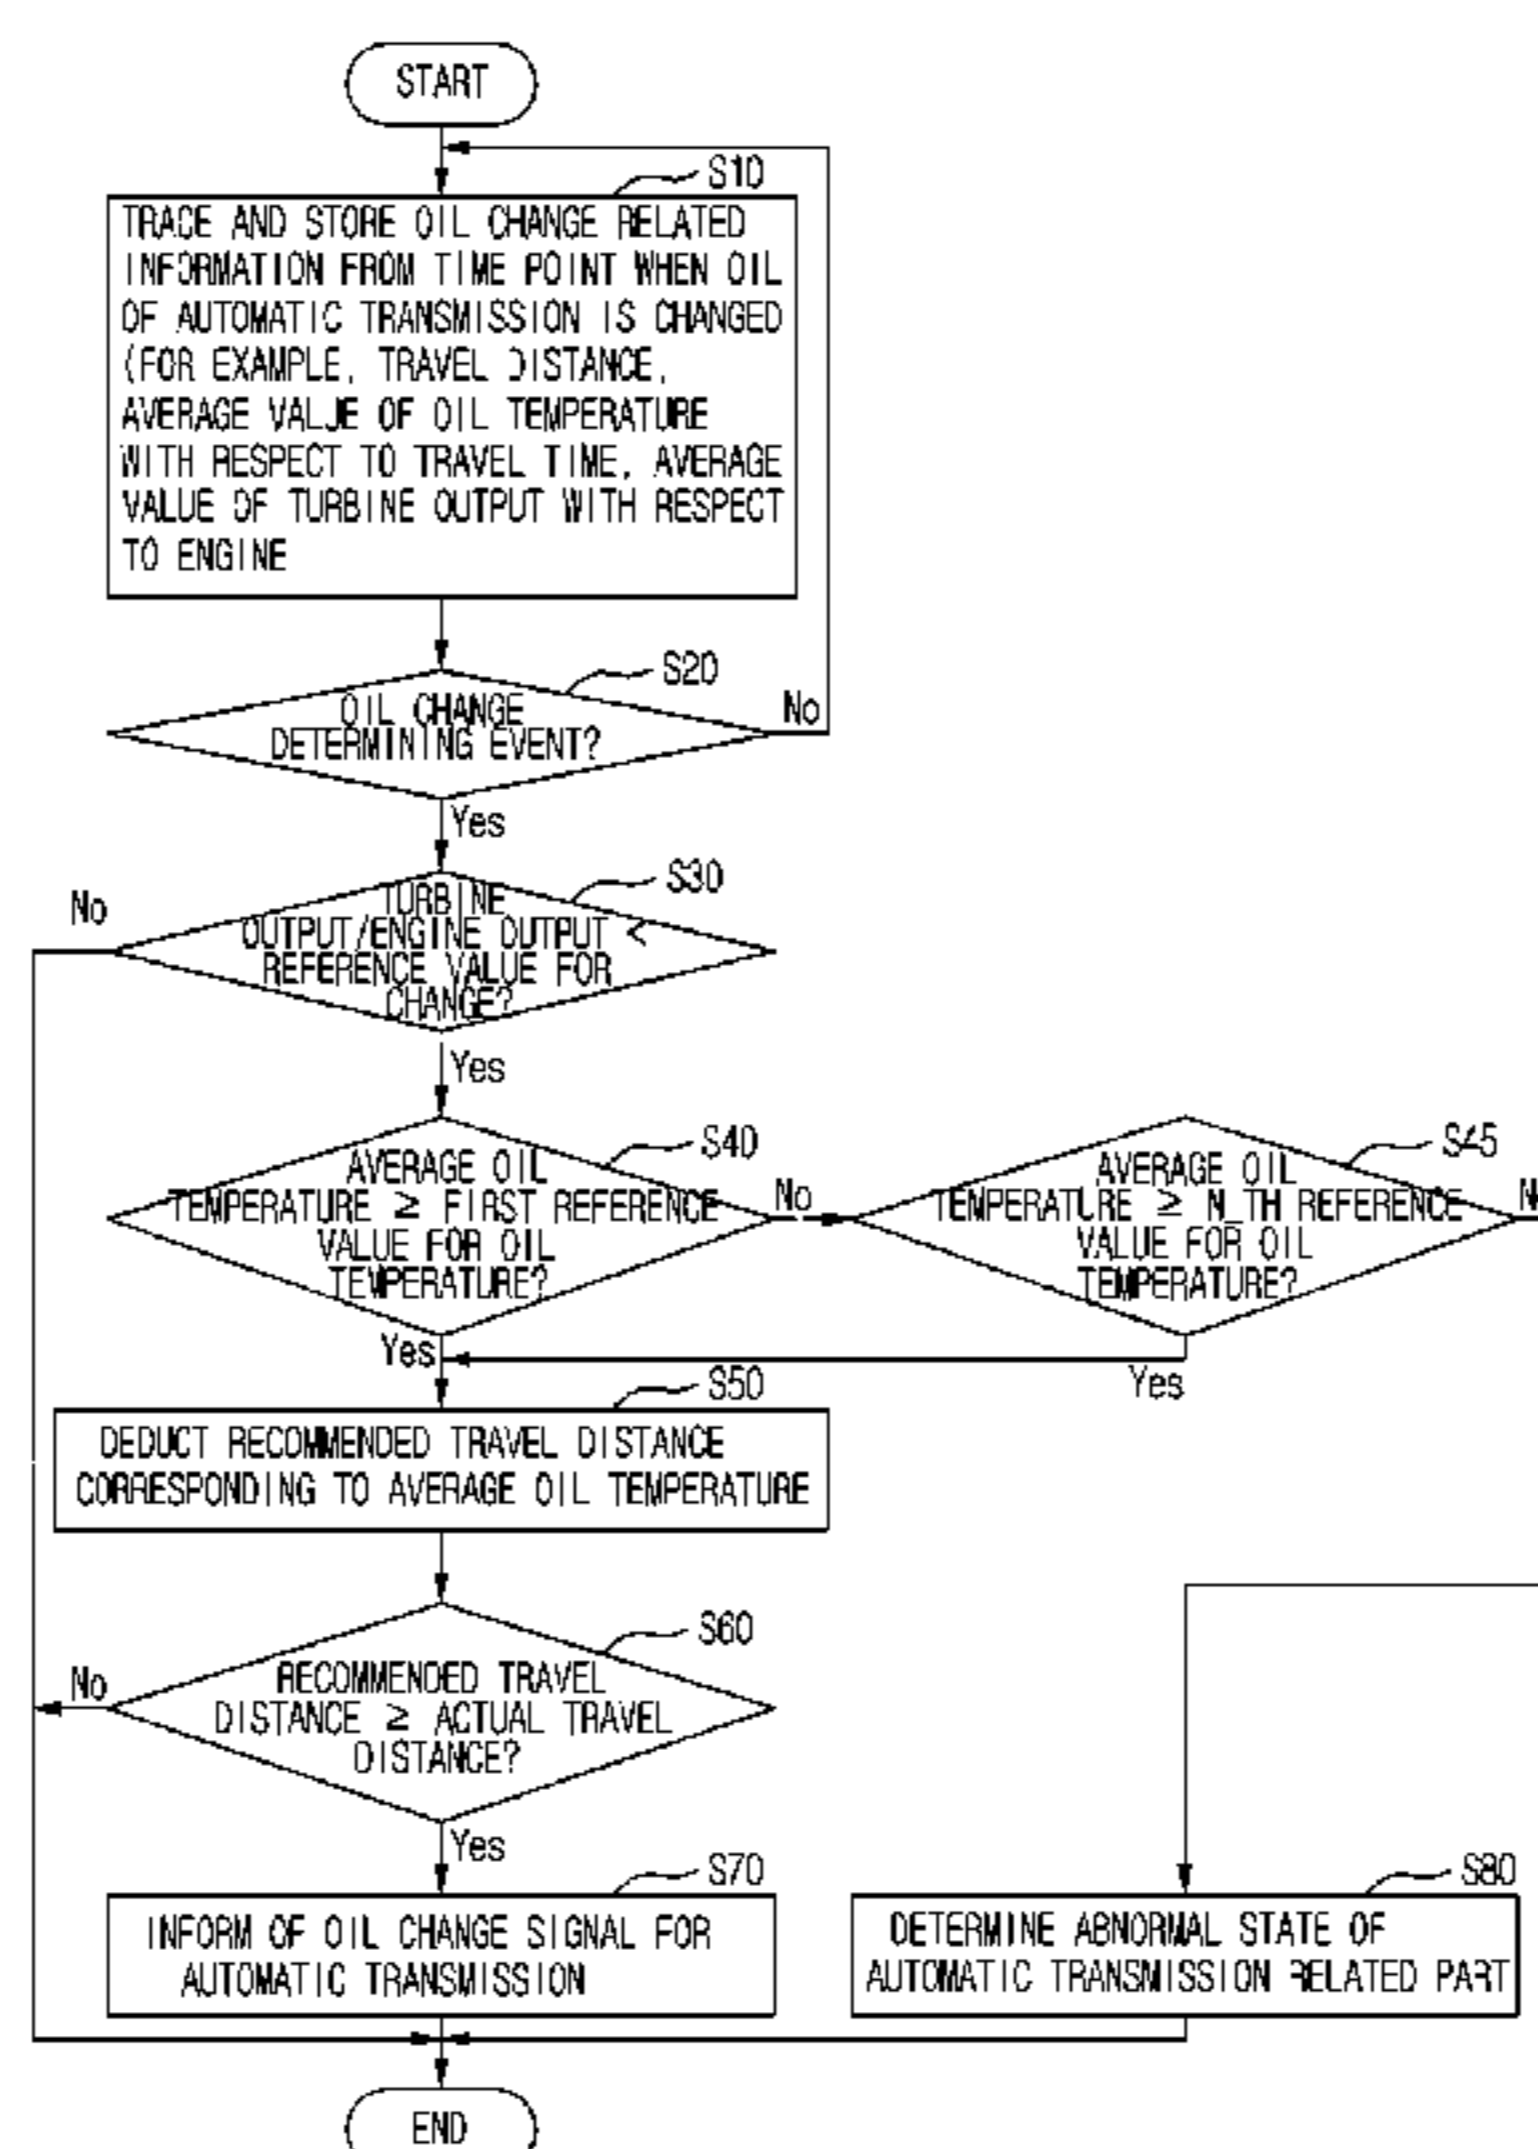 START
S10
TRACE AND STORE OIL CHANGE RELATED
INFORMATION FROM TIME POINT WHEN OIL
OF AUTOMATIC TRANSMISSION IS CHANGED
(FOR EXAMPLE, TRAVEL DISTANCE,
AVERAGE VALUE OF OIL TEMPERATURE
WITH RESPECT TO TRAVEL TIME, AVERAGE
VALUE OF TURBINE OUTPUT WITH RESPECT
TO ENGINE
S20
OIL CHANGE
DETERMINING EVENT?
No
Yes
S30
No
TURBINE
OUTPUT/ENGINE OUTPUT <
REFERENCE VALUE FOR
CHANGE?
Yes
S40
AVERAGE OIL
TEMPERATURE ≥ FIRST REFERENCE
VALUE FOR OIL
TEMPERATURE?
No
S45
AVERAGE OIL
TEMPERATURE ≥ N_TH REFERENCE
VALUE FOR OIL
TEMPERATURE?
Yes
Yes
S50
DEDUCT RECOMMENDED TRAVEL DISTANCE
CORRESPONDING TO AVERAGE OIL TEMPERATURE
S60
No
RECOMMENDED TRAVEL
DISTANCE ≥ ACTUAL TRAVEL
DISTANCE?
Yes
S70
INFORM OF OIL CHANGE SIGNAL FOR
AUTOMATIC TRANSMISSION
S80
DETERMINE ABNORMAL STATE OF
AUTOMATIC TRANSMISSION RELATED PART
END